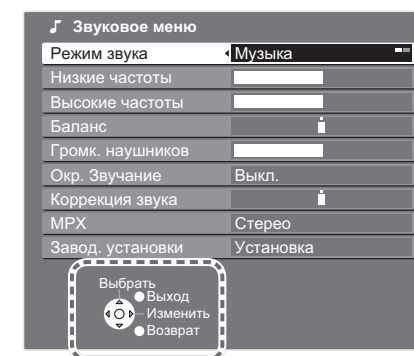 Звуковое меню
Режим звука Музыка
Низкие частоты
Высокие частоты
Баланс
Громк. наушников
Окр. Звучание Выкл.
Коррекция звука
MPX Стерео
Завод. установки Установка
Выбрать
Выход
Изменить
Возврат